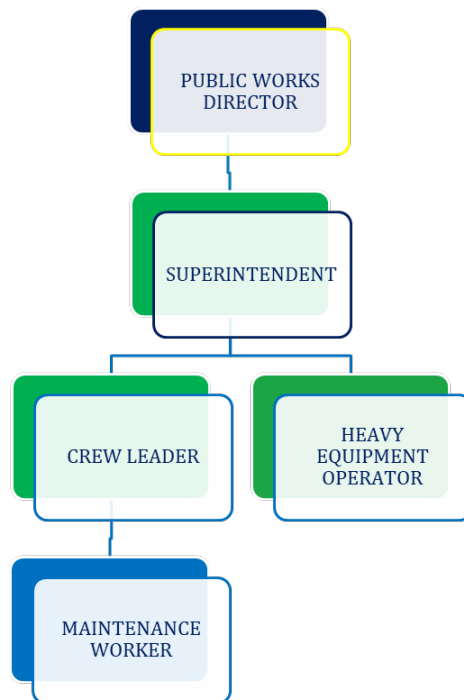 PUBLIC WORKS
DIRECTOR
SUPERINTENDENT
CREW LEADER
HEAVY
EQUIPMENT
OPERATOR
MAINTENANCE
WORKER